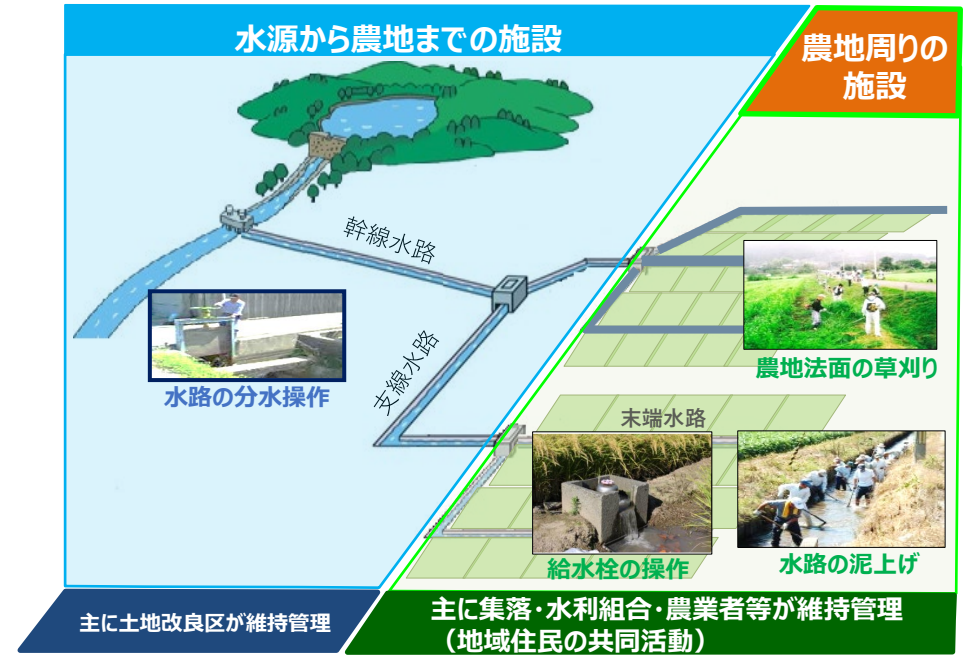 水源から農地までの施設
農地周りの
施設
幹線水路
支線水路
水路の分水操作
農地法面の草刈り
末端水路
給水栓の操作
水路の泥上げ
主に土地改良区が維持管理
主に集落・水利組合・農業者等が維持管理
（地域住民の共同活動）